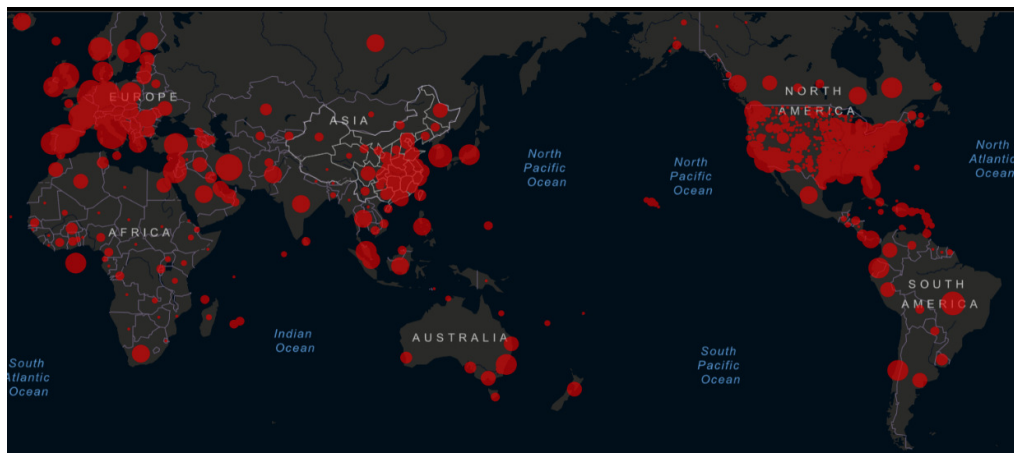 EUROPE
ASIA
NORTH
AMERICA
North
Pacific
Ocean
North
Pacific
Ocean
North
Atlantic
Ocean
AFRICA
SOUTH
AMERICA
Indian
Ocean
AUSTRALIA
South
Pacific
Ocean
South
Atlantic
Ocean